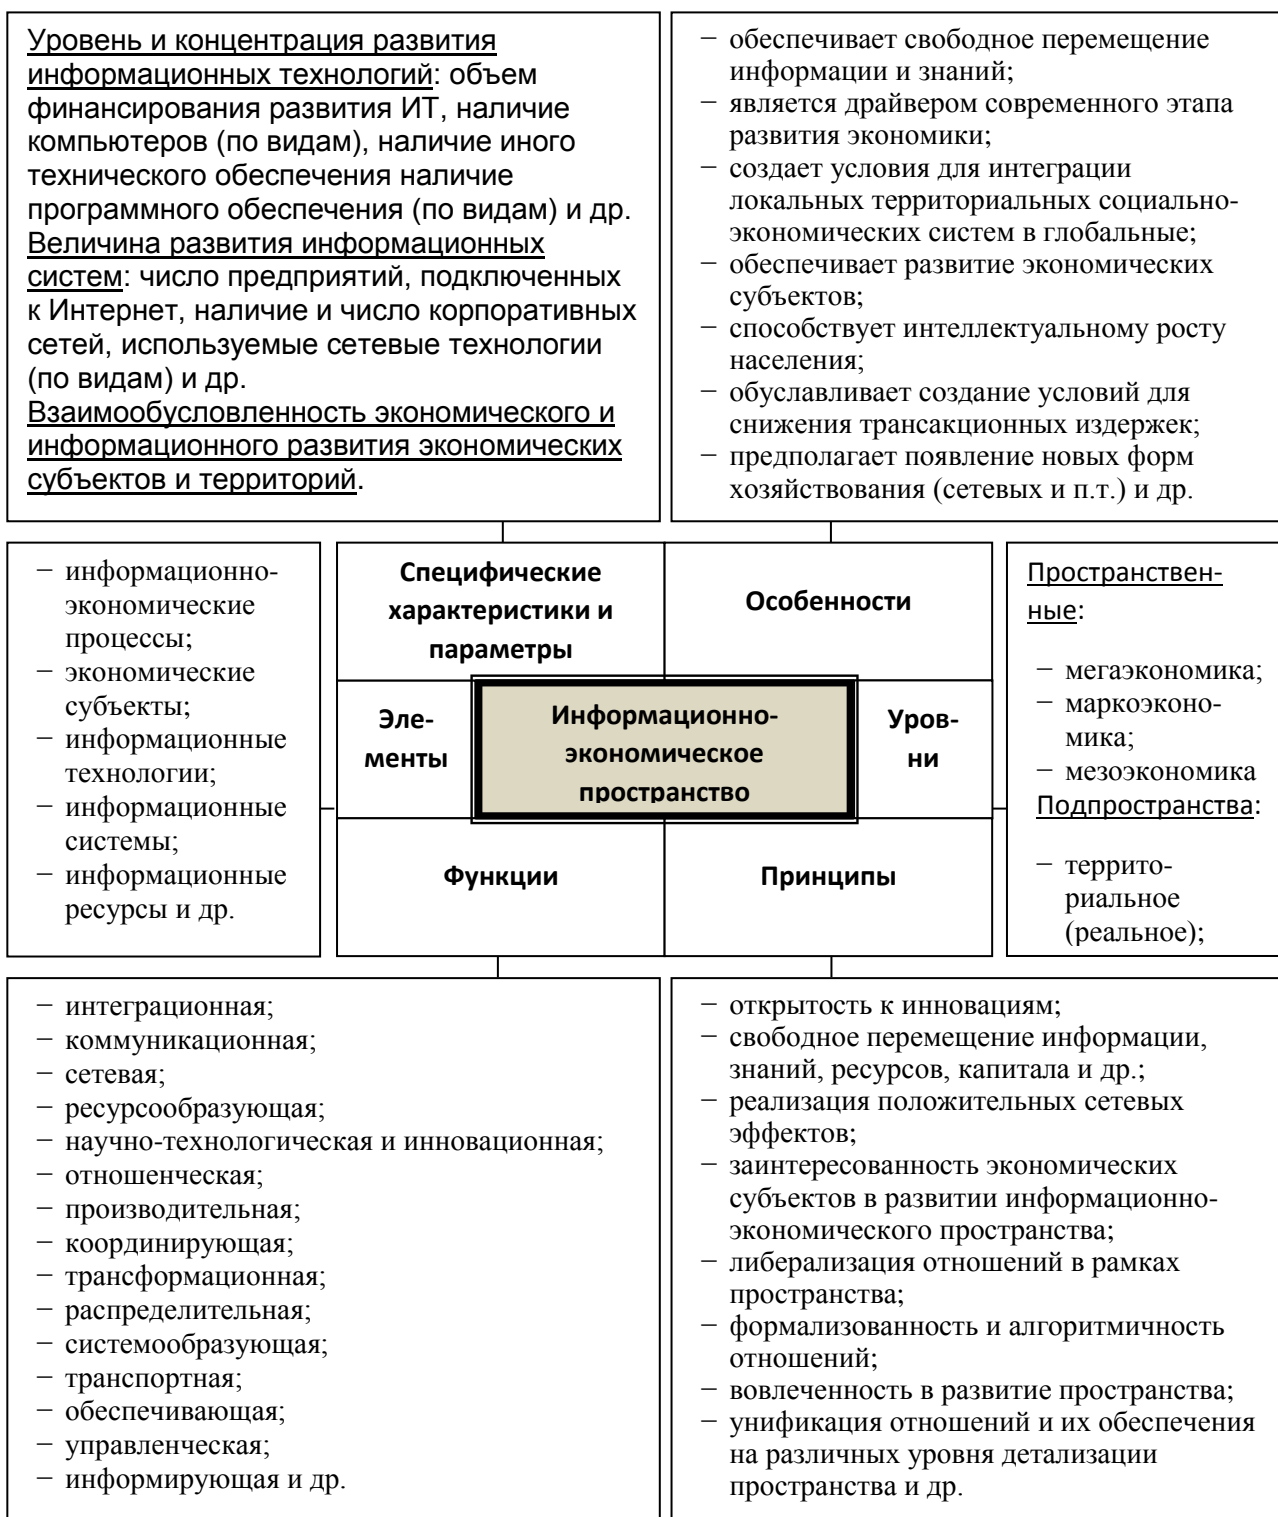 Уровень и концентрация развития
информационных технологий: объем
финансирования развития ИТ, наличие
компьютеров (по видам), наличие иного
технического обеспечения наличие
программного обеспечения (по видам) и др.
Величина развития информационных
систем: число предприятий, подключенных
к Интернет, наличие и число корпоративных
сетей, используемые сетевые технологии
(по видам) и др.
Взаимообусловленность экономического и
информационного развития экономических
субъектов и территорий.
− обеспечивает свободное перемещение
информации и знаний;
− является драйвером современного этапа
развития экономики;
− создает условия для интеграции
локальных территориальных социально-
экономических систем в глобальные;
− обеспечивает развитие экономических
субъектов;
− способствует интеллектуальному росту
населения;
− обуславливает создание условий для
снижения трансакционных издержек;
− предполагает появление новых форм
хозяйствования (сетевых и п.т.) и др.
− информационно-
экономические
процессы;
− экономические
субъекты;
− информационные
технологии;
− информационные
системы;
− информационные
ресурсы и др.
Специфические
характеристики и
параметры
Особенности
Эле-
менты
Информационно-
экономическое
пространство
Уров-
ни
Функции
Принципы
Пространствен-
ные:
− мегаэкономика;
− маркоэконо-
мика;
− мезоэкономика
Подпространства:
− террито-
риальное
(реальное);
− интеграционная;
− коммуникационная;
− сетевая;
− ресурсообразующая;
− научно-технологическая и инновационная;
− отношенческая;
− производительная;
− координирующая;
− трансформационная;
− распределительная;
− системообразующая;
− транспортная;
− обеспечивающая;
− управленческая;
− информирующая и др.
− открытость к инновациям;
− свободное перемещение информации,
знаний, ресурсов, капитала и др.;
− реализация положительных сетевых
эффектов;
− заинтересованность экономических
субъектов в развитии информационно-
экономического пространства;
− либерализация отношений в рамках
пространства;
− формализованность и алгоритмичность
отношений;
− вовлеченность в развитие пространства;
− унификация отношений и их обеспечения
на различных уровня детализации
пространства и др.